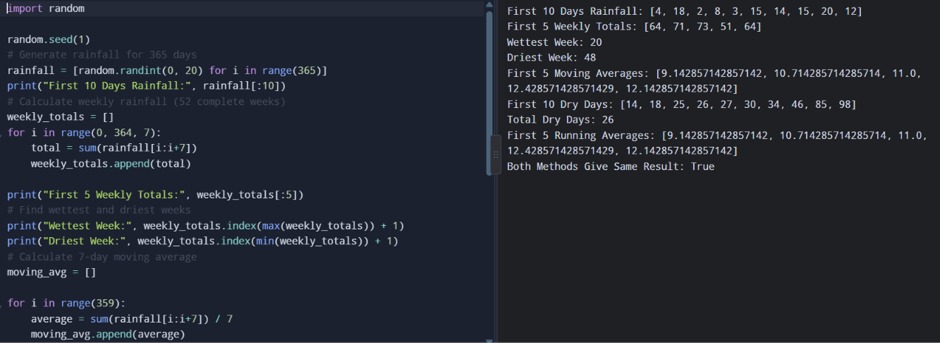 import random

random.seed(1)
# Generate rainfall for 365 days
rainfall = [random.randint(0, 20) for i in range(365)]
print("First 10 Days Rainfall:", rainfall[:10])
# Calculate weekly rainfall (52 complete weeks)
weekly_totals = []
for i in range(0, 364, 7):
    total = sum(rainfall[i:i+7])
    weekly_totals.append(total)

print("First 5 Weekly Totals:", weekly_totals[:5])
# Find wettest and driest weeks
print("Wettest Week:", weekly_totals.index(max(weekly_totals)) + 1)
print("Driest Week:", weekly_totals.index(min(weekly_totals)) + 1)
# Calculate 7-day moving average
moving_avg = []

for i in range(359):
    average = sum(rainfall[i:i+7]) / 7
    moving_avg.append(average)
First 10 Days Rainfall: [4, 18, 2, 8, 3, 15, 14, 15, 20, 12]
First 5 Weekly Totals: [64, 71, 73, 51, 64]
Wettest Week: 20
Driest Week: 48
First 5 Moving Averages: [9.142857142857142, 10.714285714285714, 11.0,
12.428571428571429, 12.142857142857142]
First 10 Dry Days: [14, 18, 25, 26, 27, 30, 34, 46, 85, 98]
Total Dry Days: 26
First 5 Running Averages: [9.142857142857142, 10.714285714285714, 11.0,
12.428571428571429, 12.142857142857142]
Both Methods Give Same Result: True